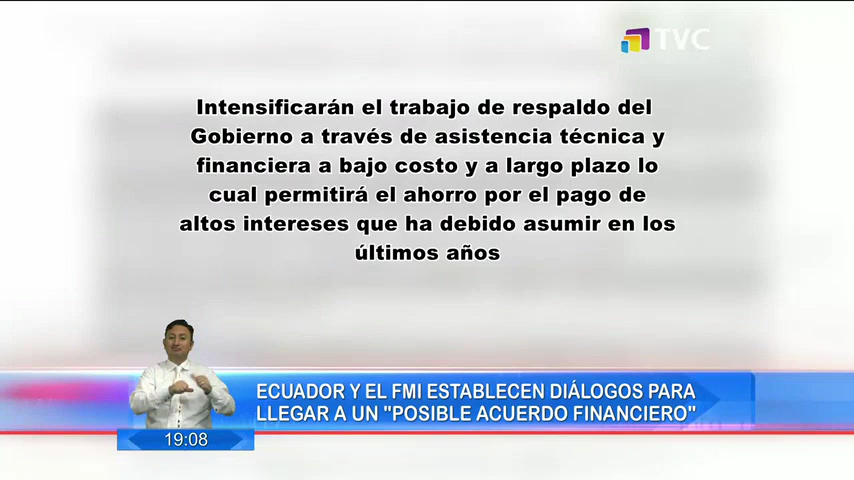 TVC
Intensificarán el trabajo de respaldo del
Gobierno a través de asistencia técnica y
financiera a bajo costo y a largo plazo lo
cual permitirá el ahorro por el pago de
altos intereses que ha debido asumir en los
últimos años
ECUADOR Y EL FMI ESTABLECEN DIÁLOGOS PARA
LLEGAR A UN "POSIBLE ACUERDO FINANCIERO"
19:08